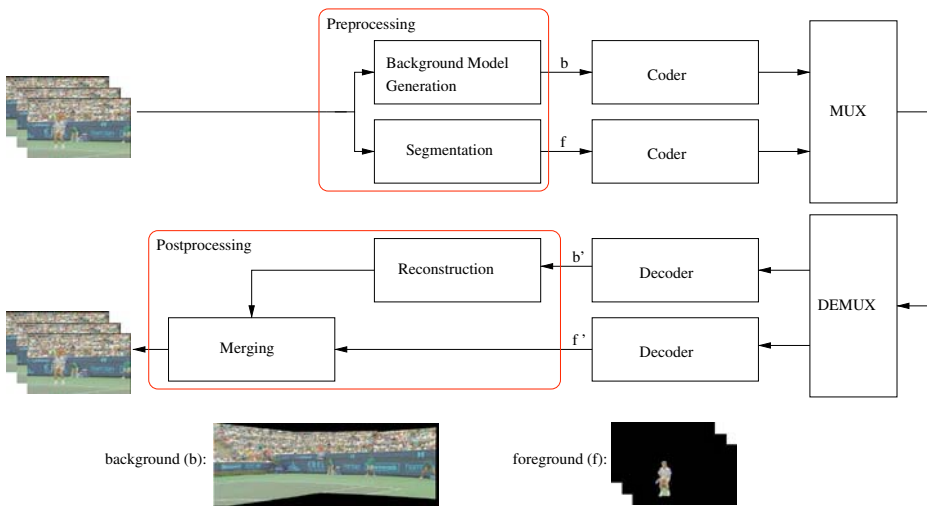 Preprocessing
Background Model
Generation
b
Coder
MUX
Segmentation
f
Coder
Postprocessing
Reconstruction
b'
Decoder
DEMUX
Merging
f'
Decoder
background (b):
foreground (f):